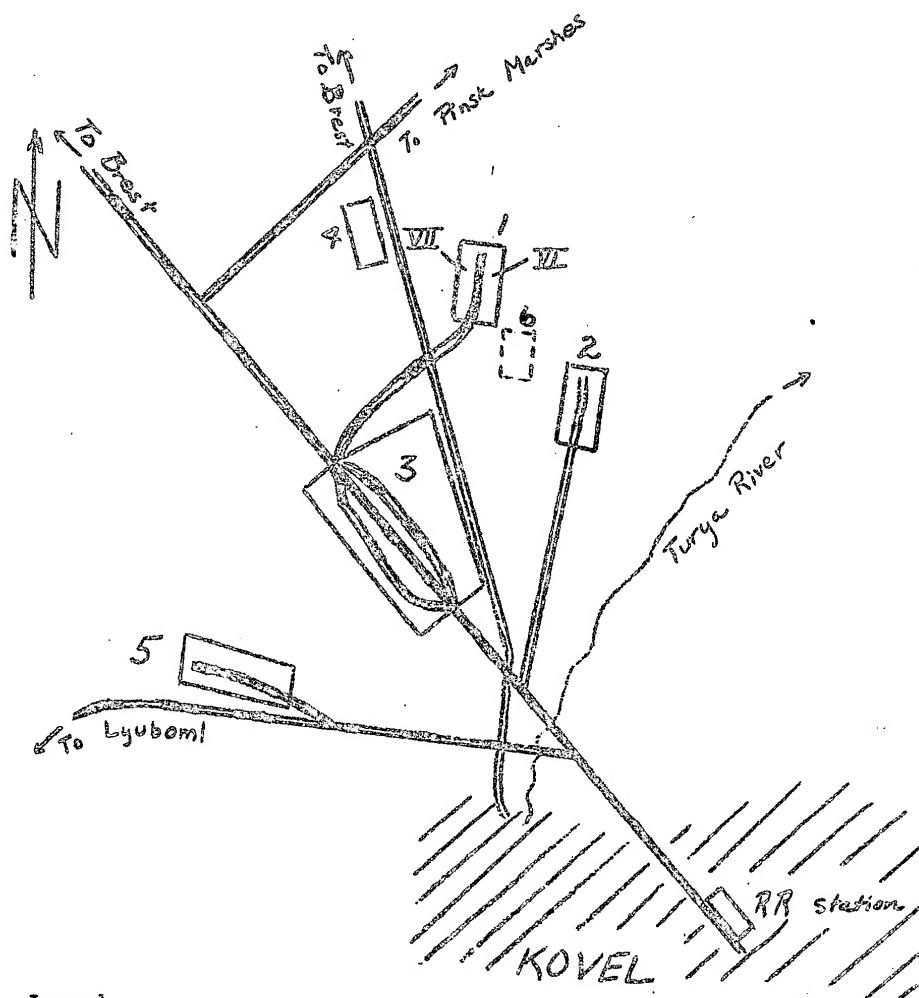 To Brest
To Pinsk Marshes
To Brest
N
1
4
VII
VI
6
2
3
Turya River
5
To Lyuboml
RR station
KOVEL